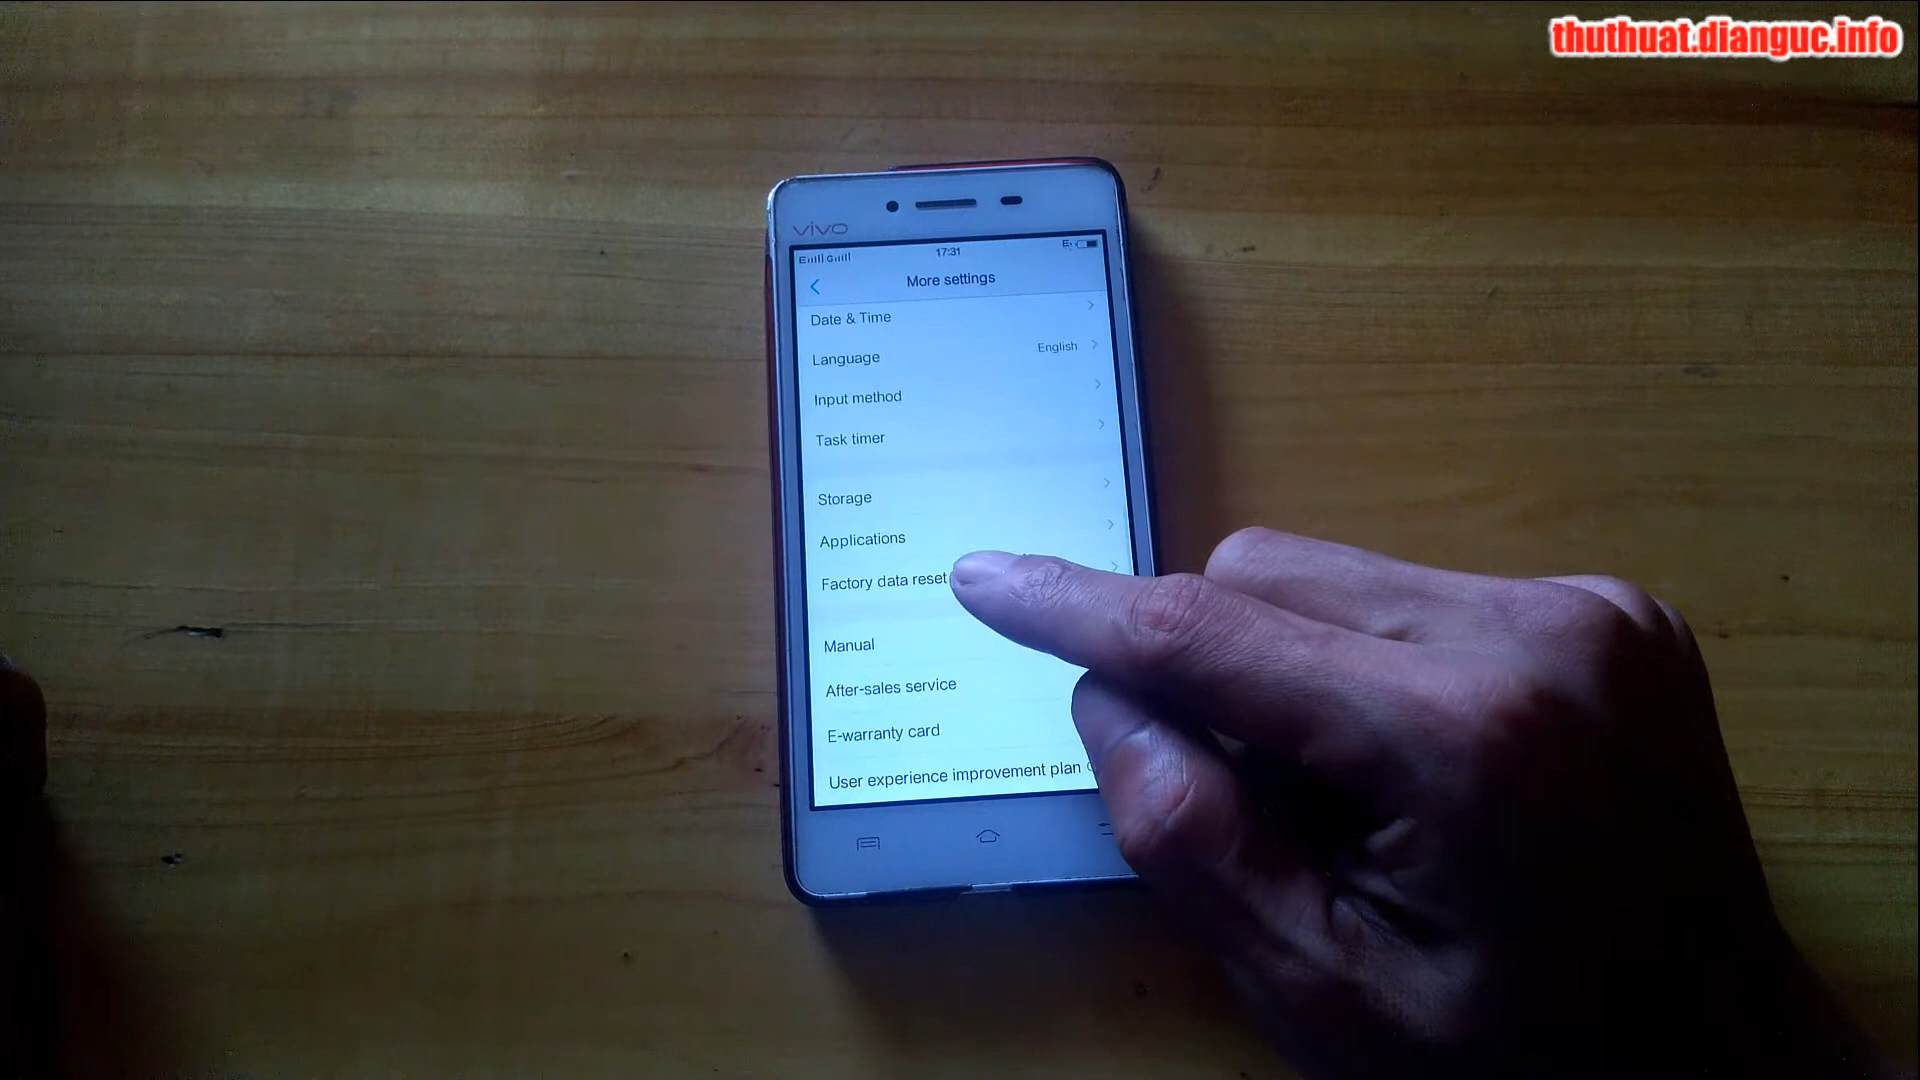 thuthuat.dianguc.info
vivo
17:31
More settings
Date & Time
Language English
Input method
Task timer
Storage
Applications
Factory data reset
Manual
After-sales service
E-warranty card
User experience improvement plan